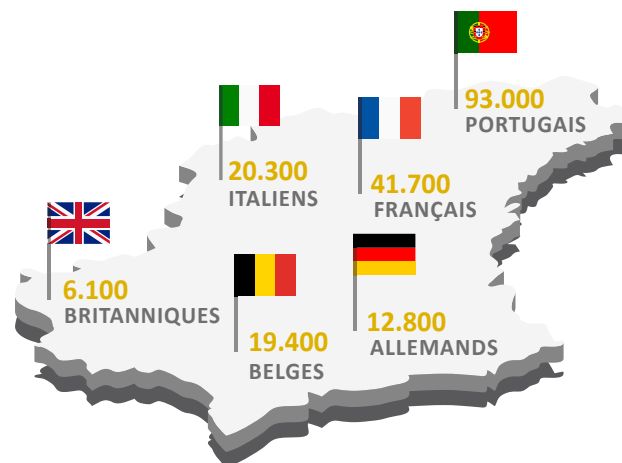 93.000
PORTUGAIS
20.300
ITALIENS
41.700
FRANÇAIS
6.100
BRITANNIQUES
19.400
BELGES
12.800
ALLEMANDS